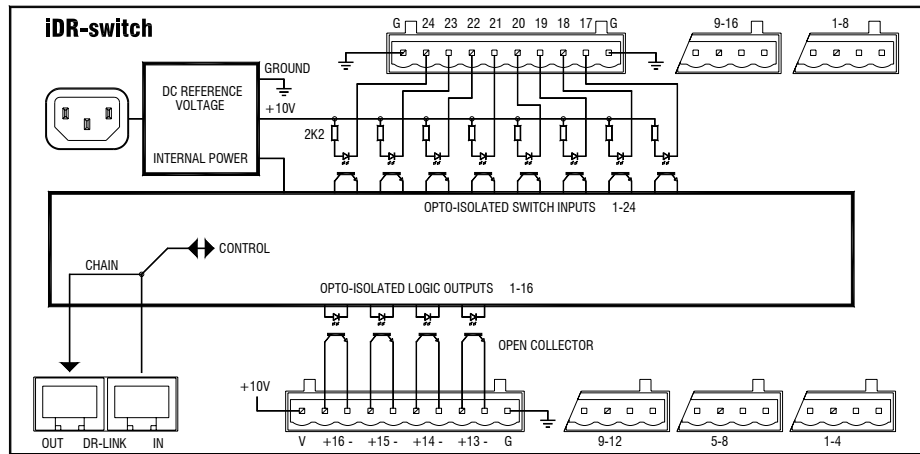 iDR-switch
G 24 23 22 21 20 19 18 17 G
9-16
1-8
GROUND
DC REFERENCE
VOLTAGE
+10V
2K2
INTERNAL POWER
OPTO-ISOLATED SWITCH INPUTS 1-24
CONTROL
CHAIN
OPTO-ISOLATED LOGIC OUTPUTS 1-16
OPEN COLLECTOR
+10V
OUT DR-LINK IN
V +16 - +15 - +14 - +13 - G
9-12
5-8
1-4